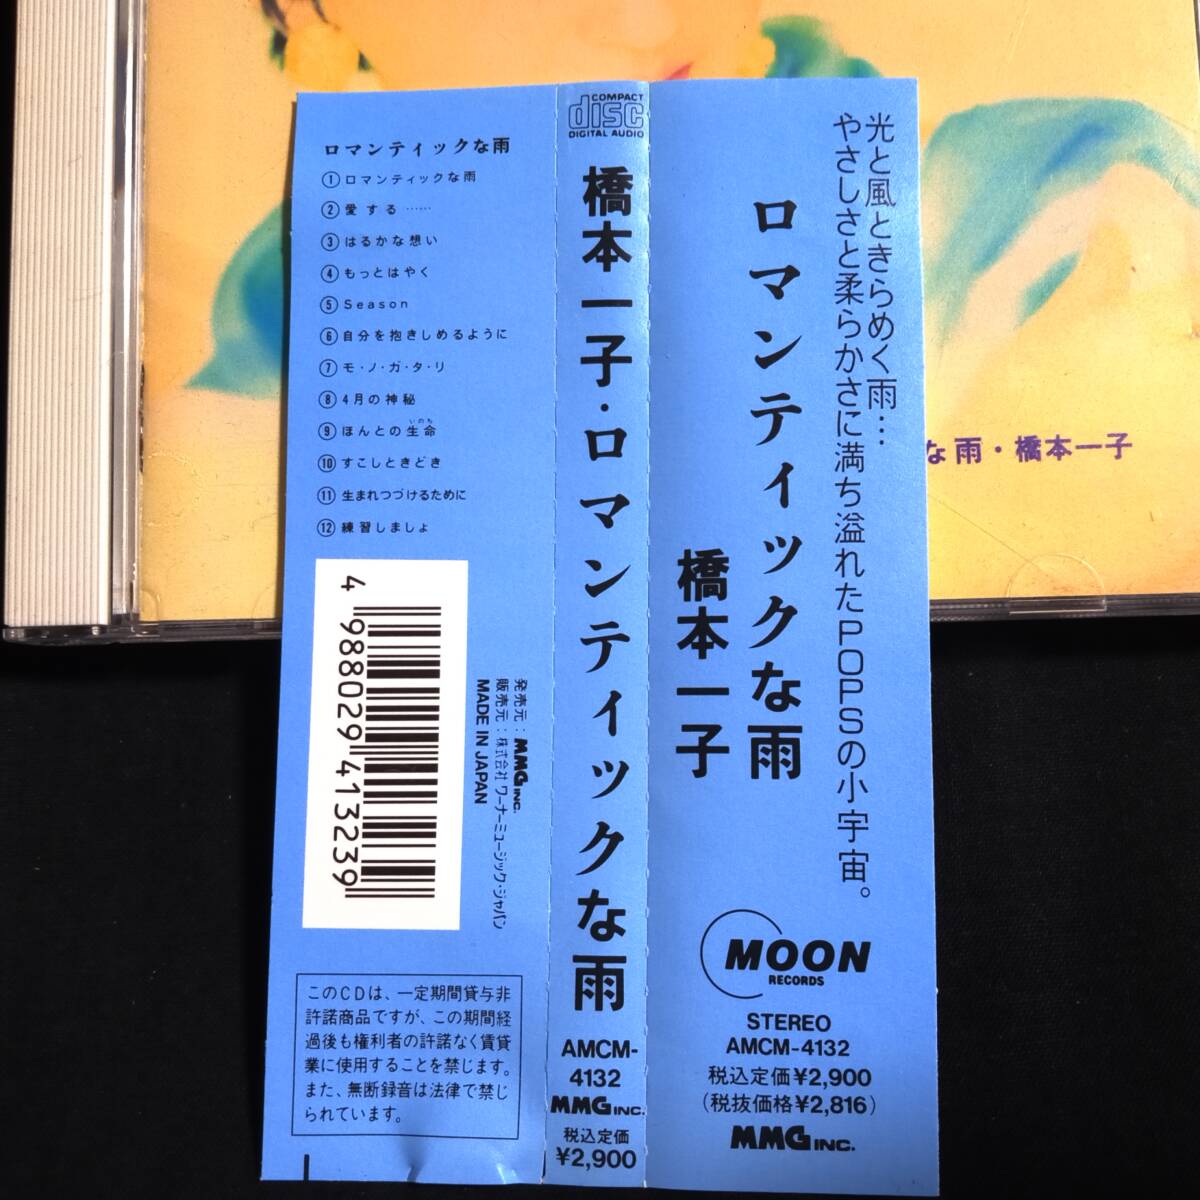 ロマンティックな雨
①ロマンティックな雨
②愛する……
③はるかな想い
④もっとはやく
⑤Season
⑥自分を抱きしめるように
⑦モ・ノ・ガ・タ・リ
⑧4月の神秘
⑨ほんとの生命
いのち
⑩すこしときどき
⑪生まれつづけるために
⑫練習しましょ
4 988029 413239
発売元：MMG INC.
販売元：株式会社 ワーナーミュージック・ジャパン
MADE IN JAPAN
このCDは、一定期間貸与非
許諾商品ですが、この期間経
過後も権利者の許諾なく賃貸
業に使用することを禁じます。
また、無断録音は法律で禁じ
られています。
COMPACT
disc
DIGITAL AUDIO
橋本一子・ロマンティックな雨
AMCM-
4132
MMG INC.
税込定価
¥2,900
光と風ときらめく雨…
やさしさと柔らかさに満ち溢れたPOPSの小宇宙。
ロマンティックな雨
橋本一子
MOON
RECORDS
STEREO
AMCM-4132
税込定価¥2,900
(税抜価格¥2,816)
MMG INC.
な雨・橋本一子